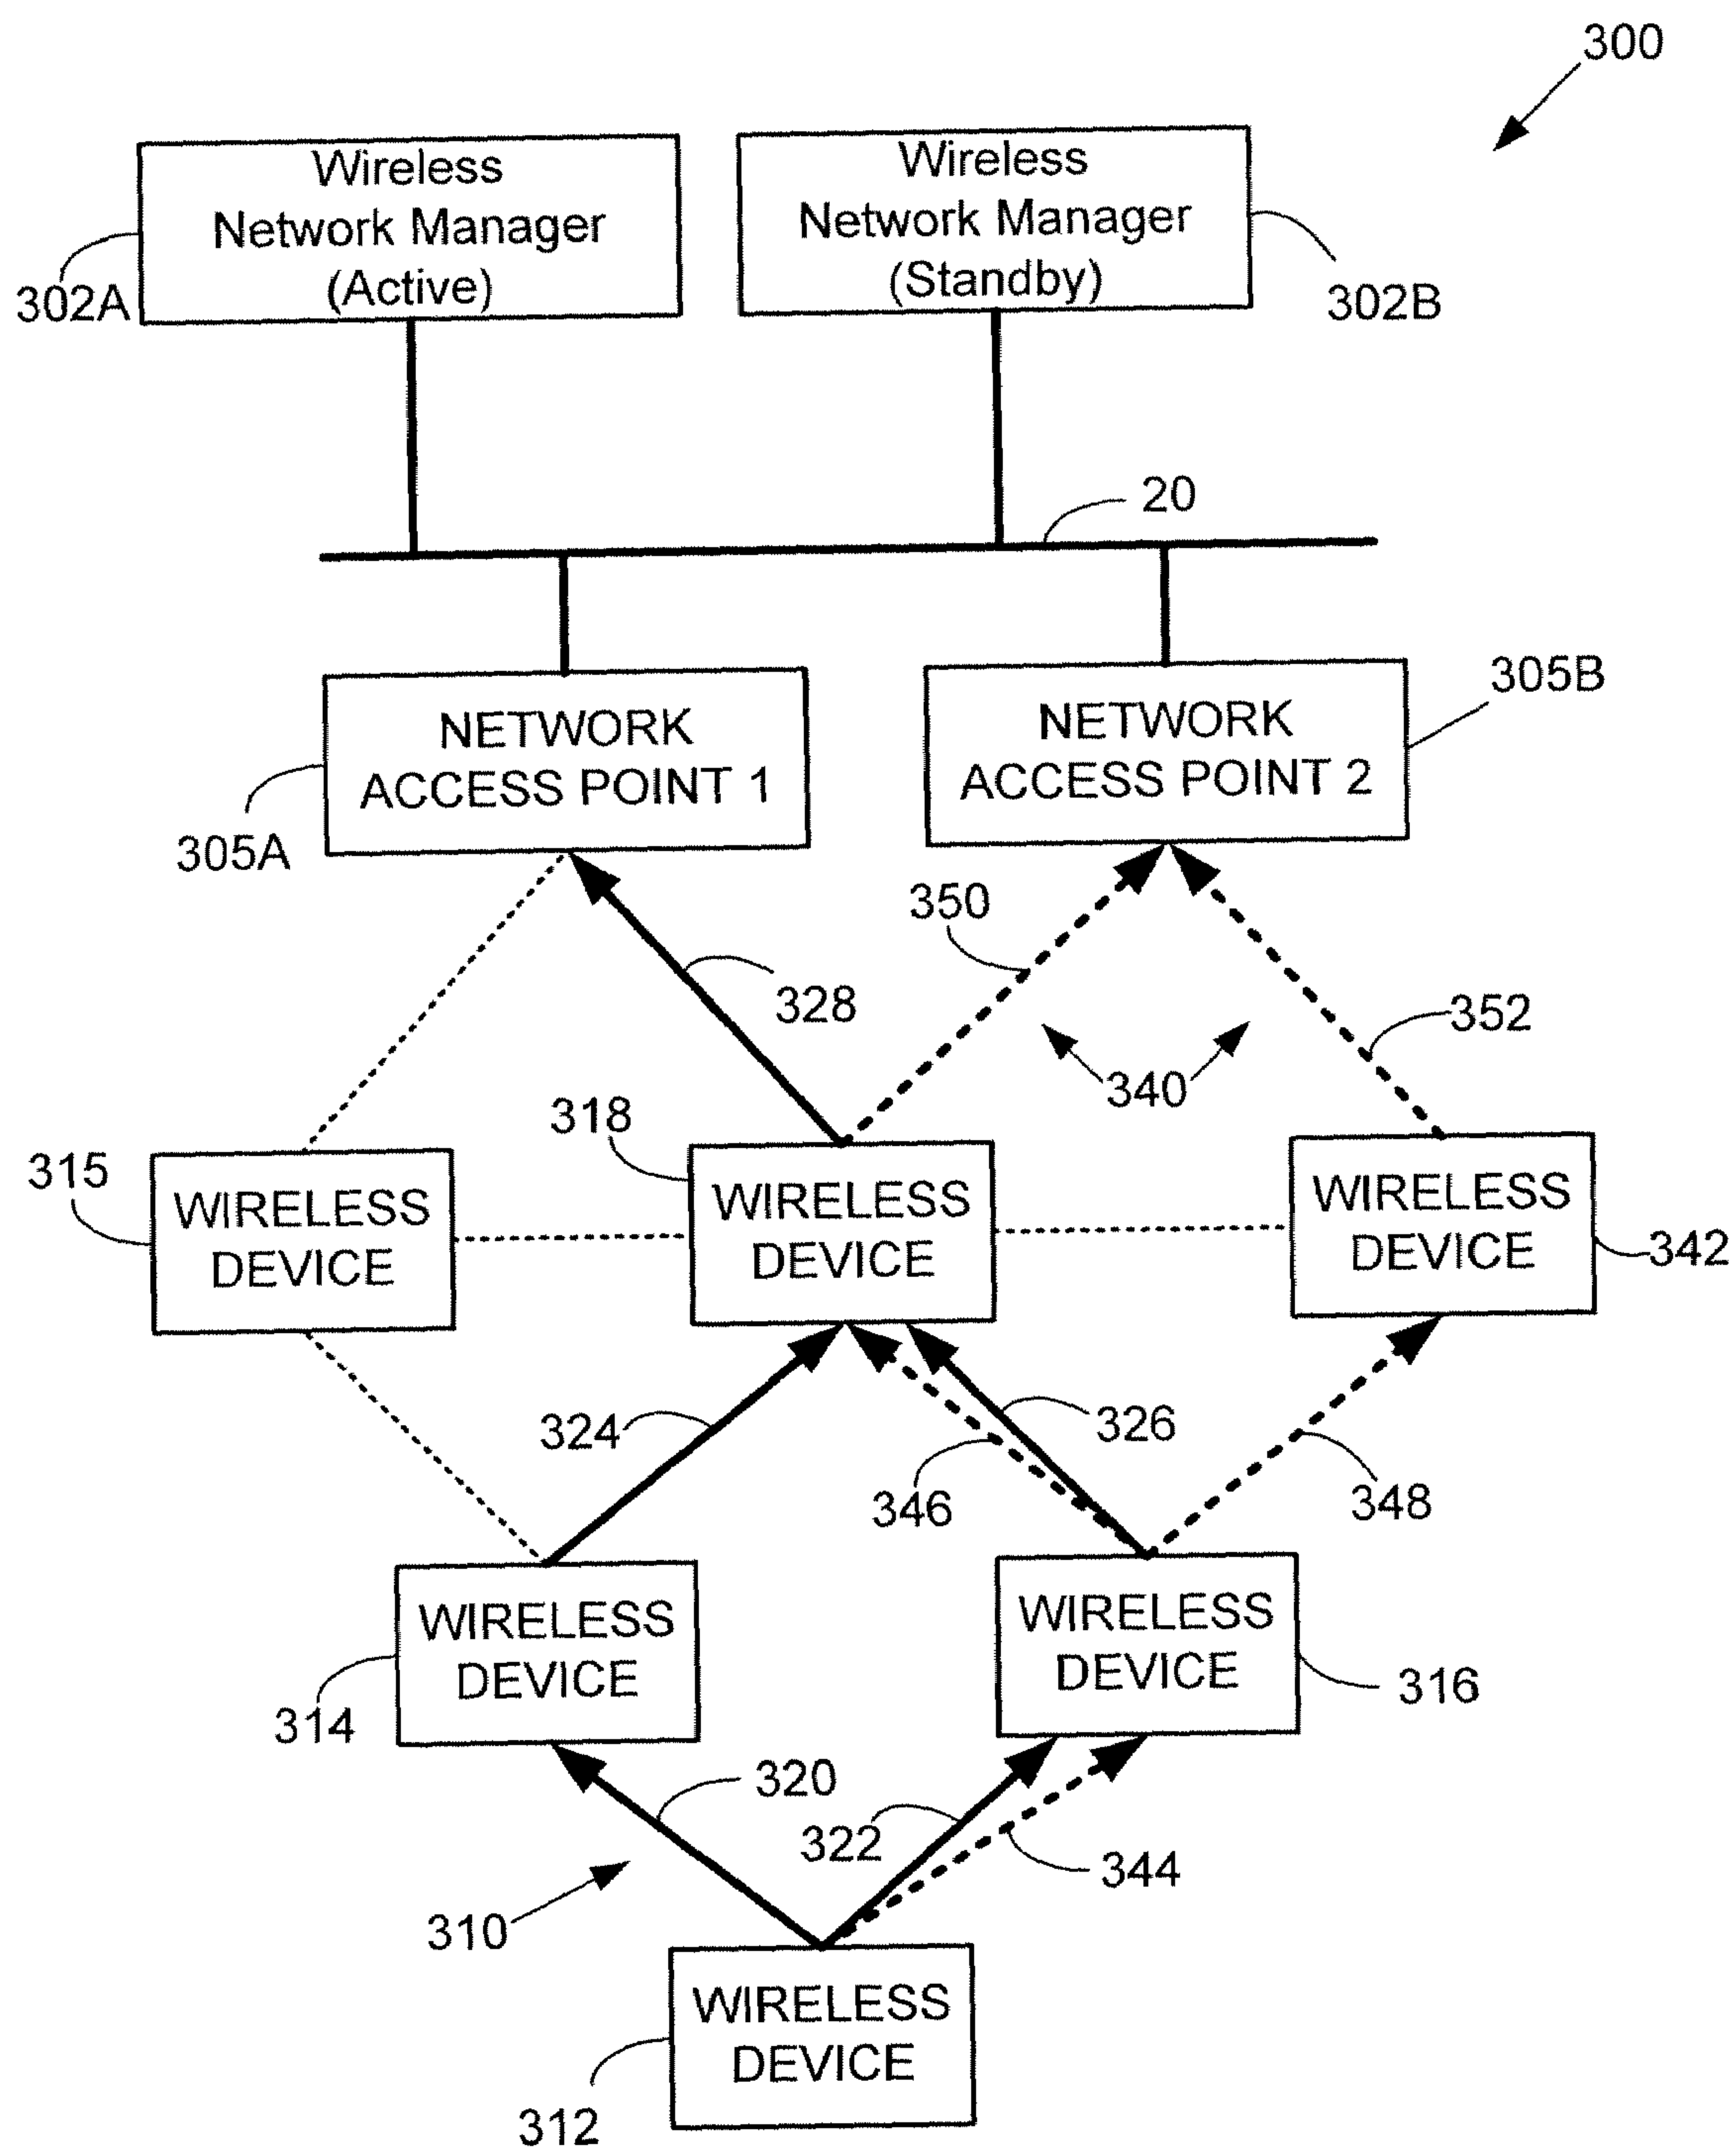 300
Wireless
Network Manager
(Active)
Wireless
Network Manager
(Standby)
302A
302B
20
NETWORK
ACCESS POINT 1
NETWORK
ACCESS POINT 2
305B
305A
350
328
352
340
318
315
WIRELESS
DEVICE
WIRELESS
DEVICE
WIRELESS
DEVICE
342
324
326
346
348
WIRELESS
DEVICE
WIRELESS
DEVICE
314
316
320
322
344
310
WIRELESS
DEVICE
312